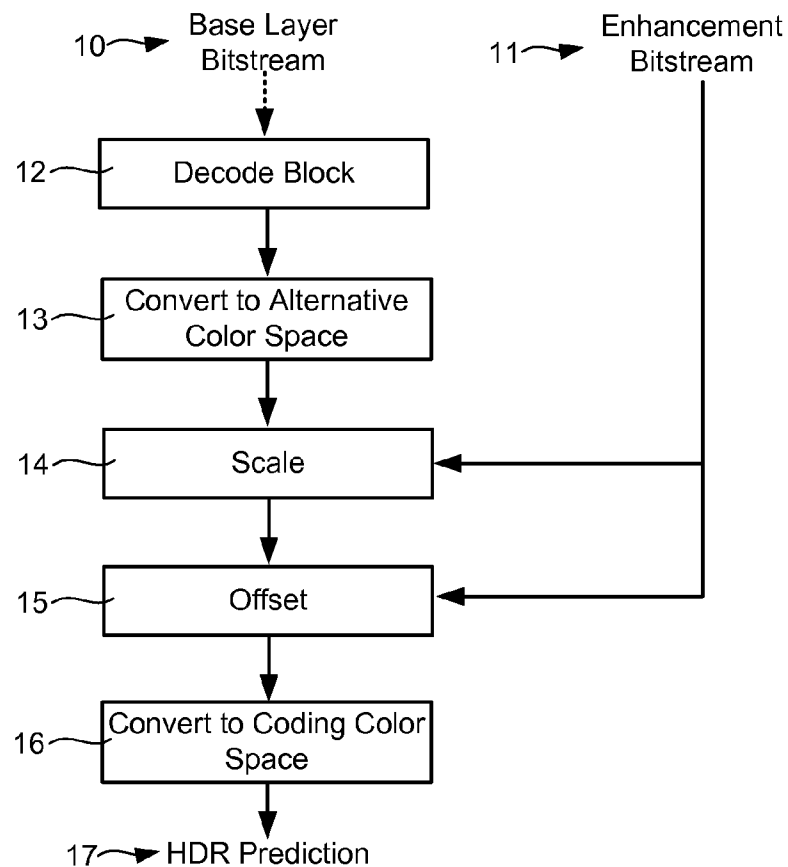 10
Base Layer
Bitstream
11
Enhancement
Bitstream
12
Decode Block
13
Convert to Alternative
Color Space
14
Scale
15
Offset
16
Convert to Coding Color
Space
17
HDR Prediction